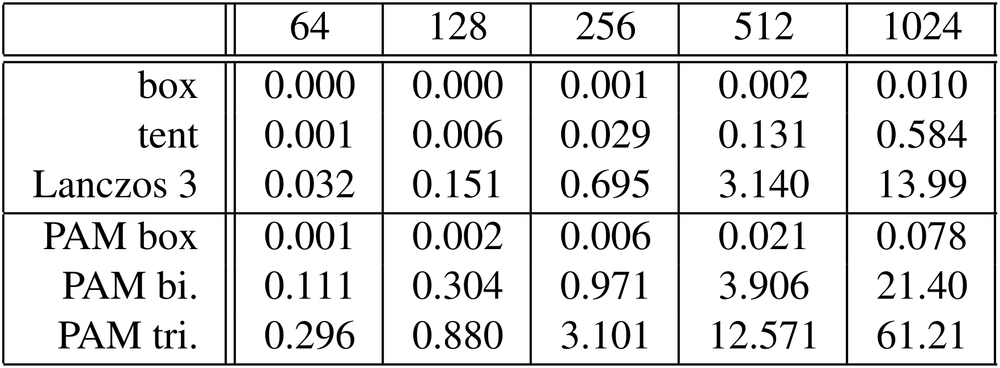 64 128 256 512 1024
box 0.000 0.000 0.001 0.002 0.010
tent 0.001 0.006 0.029 0.131 0.584
Lanczos 3 0.032 0.151 0.695 3.140 13.99
PAM box 0.001 0.002 0.006 0.021 0.078
PAM bi. 0.111 0.304 0.971 3.906 21.40
PAM tri. 0.296 0.880 3.101 12.571 61.21